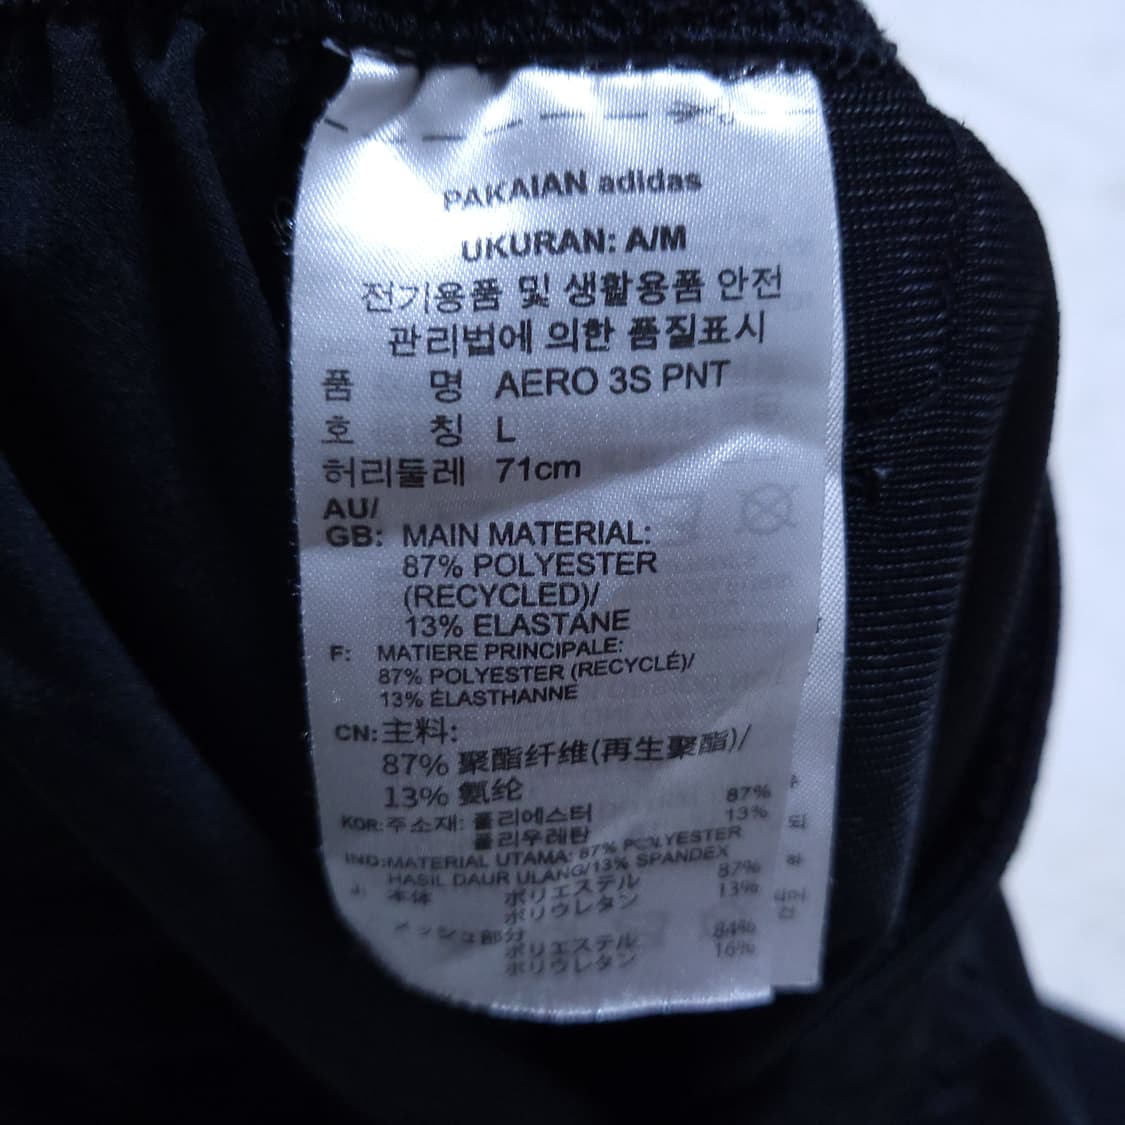 PAKAIAN adidas
UKURAN: A/M
전기용품 및 생활용품 안전
관리법에 의한 품질표시
품 명 AERO 3S PNT
호 칭 L
허리둘레 71cm
AU/
GB: MAIN MATERIAL:
87% POLYESTER
(RECYCLED)/
13% ELASTANE
F: MATIERE PRINCIPALE:
87% POLYESTER (RECYCLÉ)/
13% ÉLASTHANNE
CN: 主料:
87% 聚酯纤维(再生聚酯)/
13% 氨纶
KOR: 주소재: 폴리에스터 87%
폴리우레탄 13%
IND: MATERIAL UTAMA: 87% POLYESTER
HASIL DAUR ULANG/13% SPANDEX
J: 本体 ポリエステル 87%
ポリウレタン 13%
メッシュ部分
ポリエステル 84%
ポリウレタン 16%